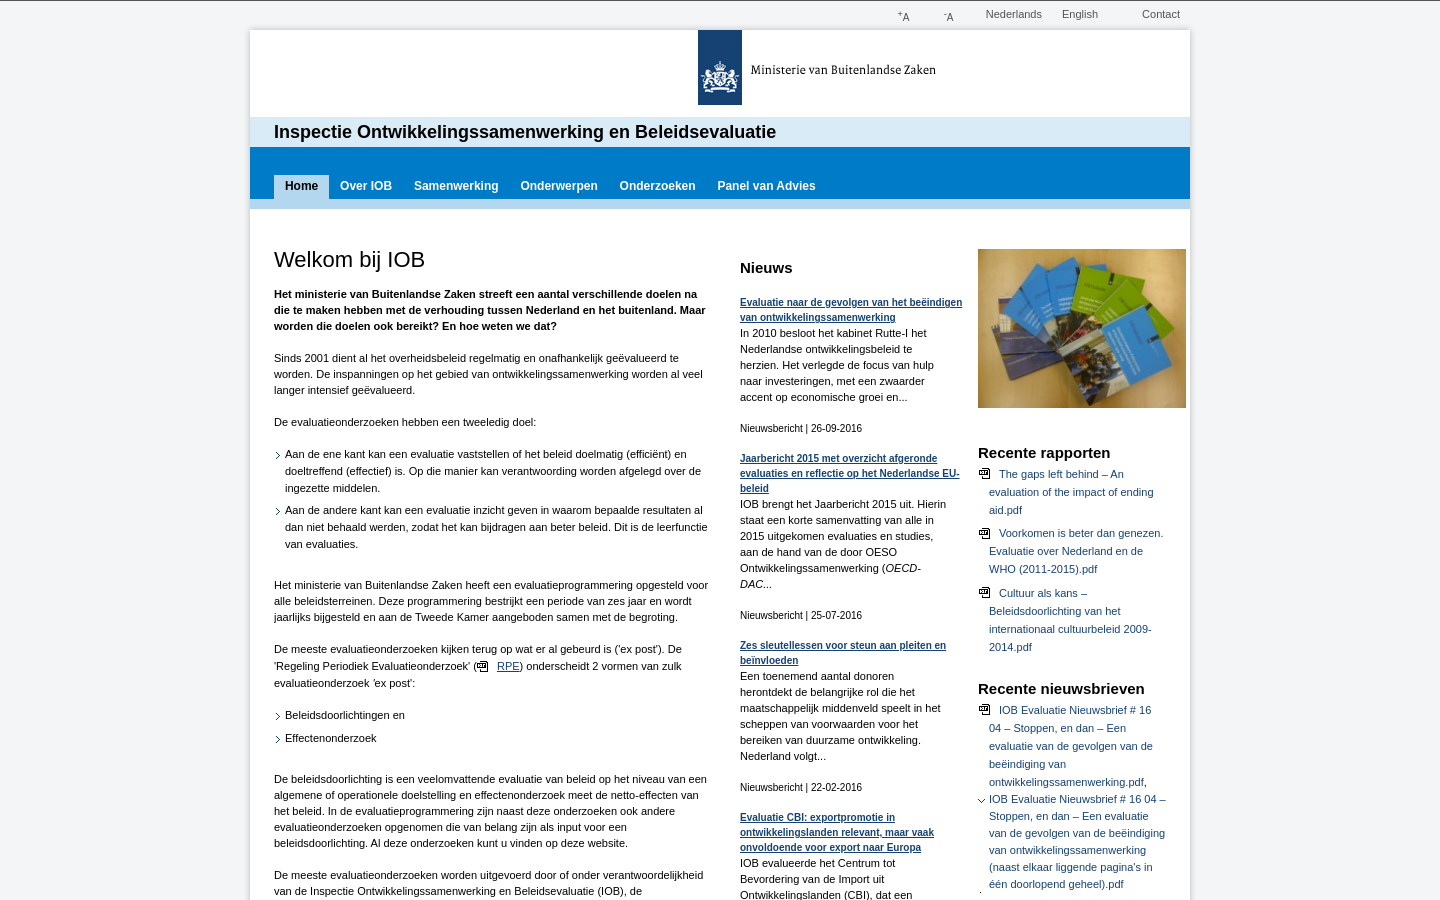 +A
-A
Nederlands
English
Contact
Ministerie van Buitenlandse Zaken
Inspectie Ontwikkelingssamenwerking en Beleidsevaluatie
Home
Over IOB
Samenwerking
Onderwerpen
Onderzoeken
Panel van Advies
Welkom bij IOB
Het ministerie van Buitenlandse Zaken streeft een aantal verschillende doelen na
die te maken hebben met de verhouding tussen Nederland en het buitenland. Maar
worden die doelen ook bereikt? En hoe weten we dat?
Sinds 2001 dient al het overheidsbeleid regelmatig en onafhankelijk geëvalueerd te
worden. De inspanningen op het gebied van ontwikkelingssamenwerking worden al veel
langer intensief geëvalueerd.
De evaluatieonderzoeken hebben een tweeledig doel:
Aan de ene kant kan een evaluatie vaststellen of het beleid doelmatig (efficiënt) en
doeltreffend (effectief) is. Op die manier kan verantwoording worden afgelegd over de
ingezette middelen.
Aan de andere kant kan een evaluatie inzicht geven in waarom bepaalde resultaten al
dan niet behaald werden, zodat het kan bijdragen aan beter beleid. Dit is de leerfunctie
van evaluaties.
Het ministerie van Buitenlandse Zaken heeft een evaluatieprogrammering opgesteld voor
alle beleidsterreinen. Deze programmering bestrijkt een periode van zes jaar en wordt
jaarlijks bijgesteld en aan de Tweede Kamer aangeboden samen met de begroting.
De meeste evaluatieonderzoeken kijken terug op wat er al gebeurd is ('ex post'). De
'Regeling Periodiek Evaluatieonderzoek' ( RPE) onderscheidt 2 vormen van zulk
evaluatieonderzoek 'ex post':
Beleidsdoorlichtingen en
Effectenonderzoek
De beleidsdoorlichting is een veelomvattende evaluatie van beleid op het niveau van een
algemene of operationele doelstelling en effectenonderzoek meet de netto-effecten van
het beleid. In de evaluatieprogrammering zijn naast deze onderzoeken ook andere
evaluatieonderzoeken opgenomen die van belang zijn als input voor een
beleidsdoorlichting. Al deze onderzoeken kunt u vinden op deze website.
De meeste evaluatieonderzoeken worden uitgevoerd door of onder verantwoordelijkheid
van de Inspectie Ontwikkelingssamenwerking en Beleidsevaluatie (IOB), de
Nieuws
Evaluatie naar de gevolgen van het beëindigen
van ontwikkelingssamenwerking
In 2010 besloot het kabinet Rutte-I het
Nederlandse ontwikkelingsbeleid te
herzien. Het verlegde de focus van hulp
naar investeringen, met een zwaarder
accent op economische groei en...
Nieuwsbericht | 26-09-2016
Jaarbericht 2015 met overzicht afgeronde
evaluaties en reflectie op het Nederlandse EU-
beleid
IOB brengt het Jaarbericht 2015 uit. Hierin
staat een korte samenvatting van alle in
2015 uitgekomen evaluaties en studies,
aan de hand van de door OESO
Ontwikkelingssamenwerking (OECD-
DAC...
Nieuwsbericht | 25-07-2016
Zes sleutellessen voor steun aan pleiten en
beïnvloeden
Een toenemend aantal donoren
herontdekt de belangrijke rol die het
maatschappelijk middenveld speelt in het
scheppen van voorwaarden voor het
bereiken van duurzame ontwikkeling.
Nederland volgt...
Nieuwsbericht | 22-02-2016
Evaluatie CBI: exportpromotie in
ontwikkelingslanden relevant, maar vaak
onvoldoende voor export naar Europa
IOB evalueerde het Centrum tot
Bevordering van de Import uit
Ontwikkelingslanden (CBI), dat een
Recente rapporten
The gaps left behind – An
evaluation of the impact of ending
aid.pdf
Voorkomen is beter dan genezen.
Evaluatie over Nederland en de
WHO (2011-2015).pdf
Cultuur als kans –
Beleidsdoorlichting van het
internationaal cultuurbeleid 2009-
2014.pdf
Recente nieuwsbrieven
IOB Evaluatie Nieuwsbrief # 16
04 – Stoppen, en dan – Een
evaluatie van de gevolgen van de
beëindiging van
ontwikkelingssamenwerking.pdf,
IOB Evaluatie Nieuwsbrief # 16 04 –
Stoppen, en dan – Een evaluatie
van de gevolgen van de beëindiging
van ontwikkelingssamenwerking
(naast elkaar liggende pagina's in
één doorlopend geheel).pdf